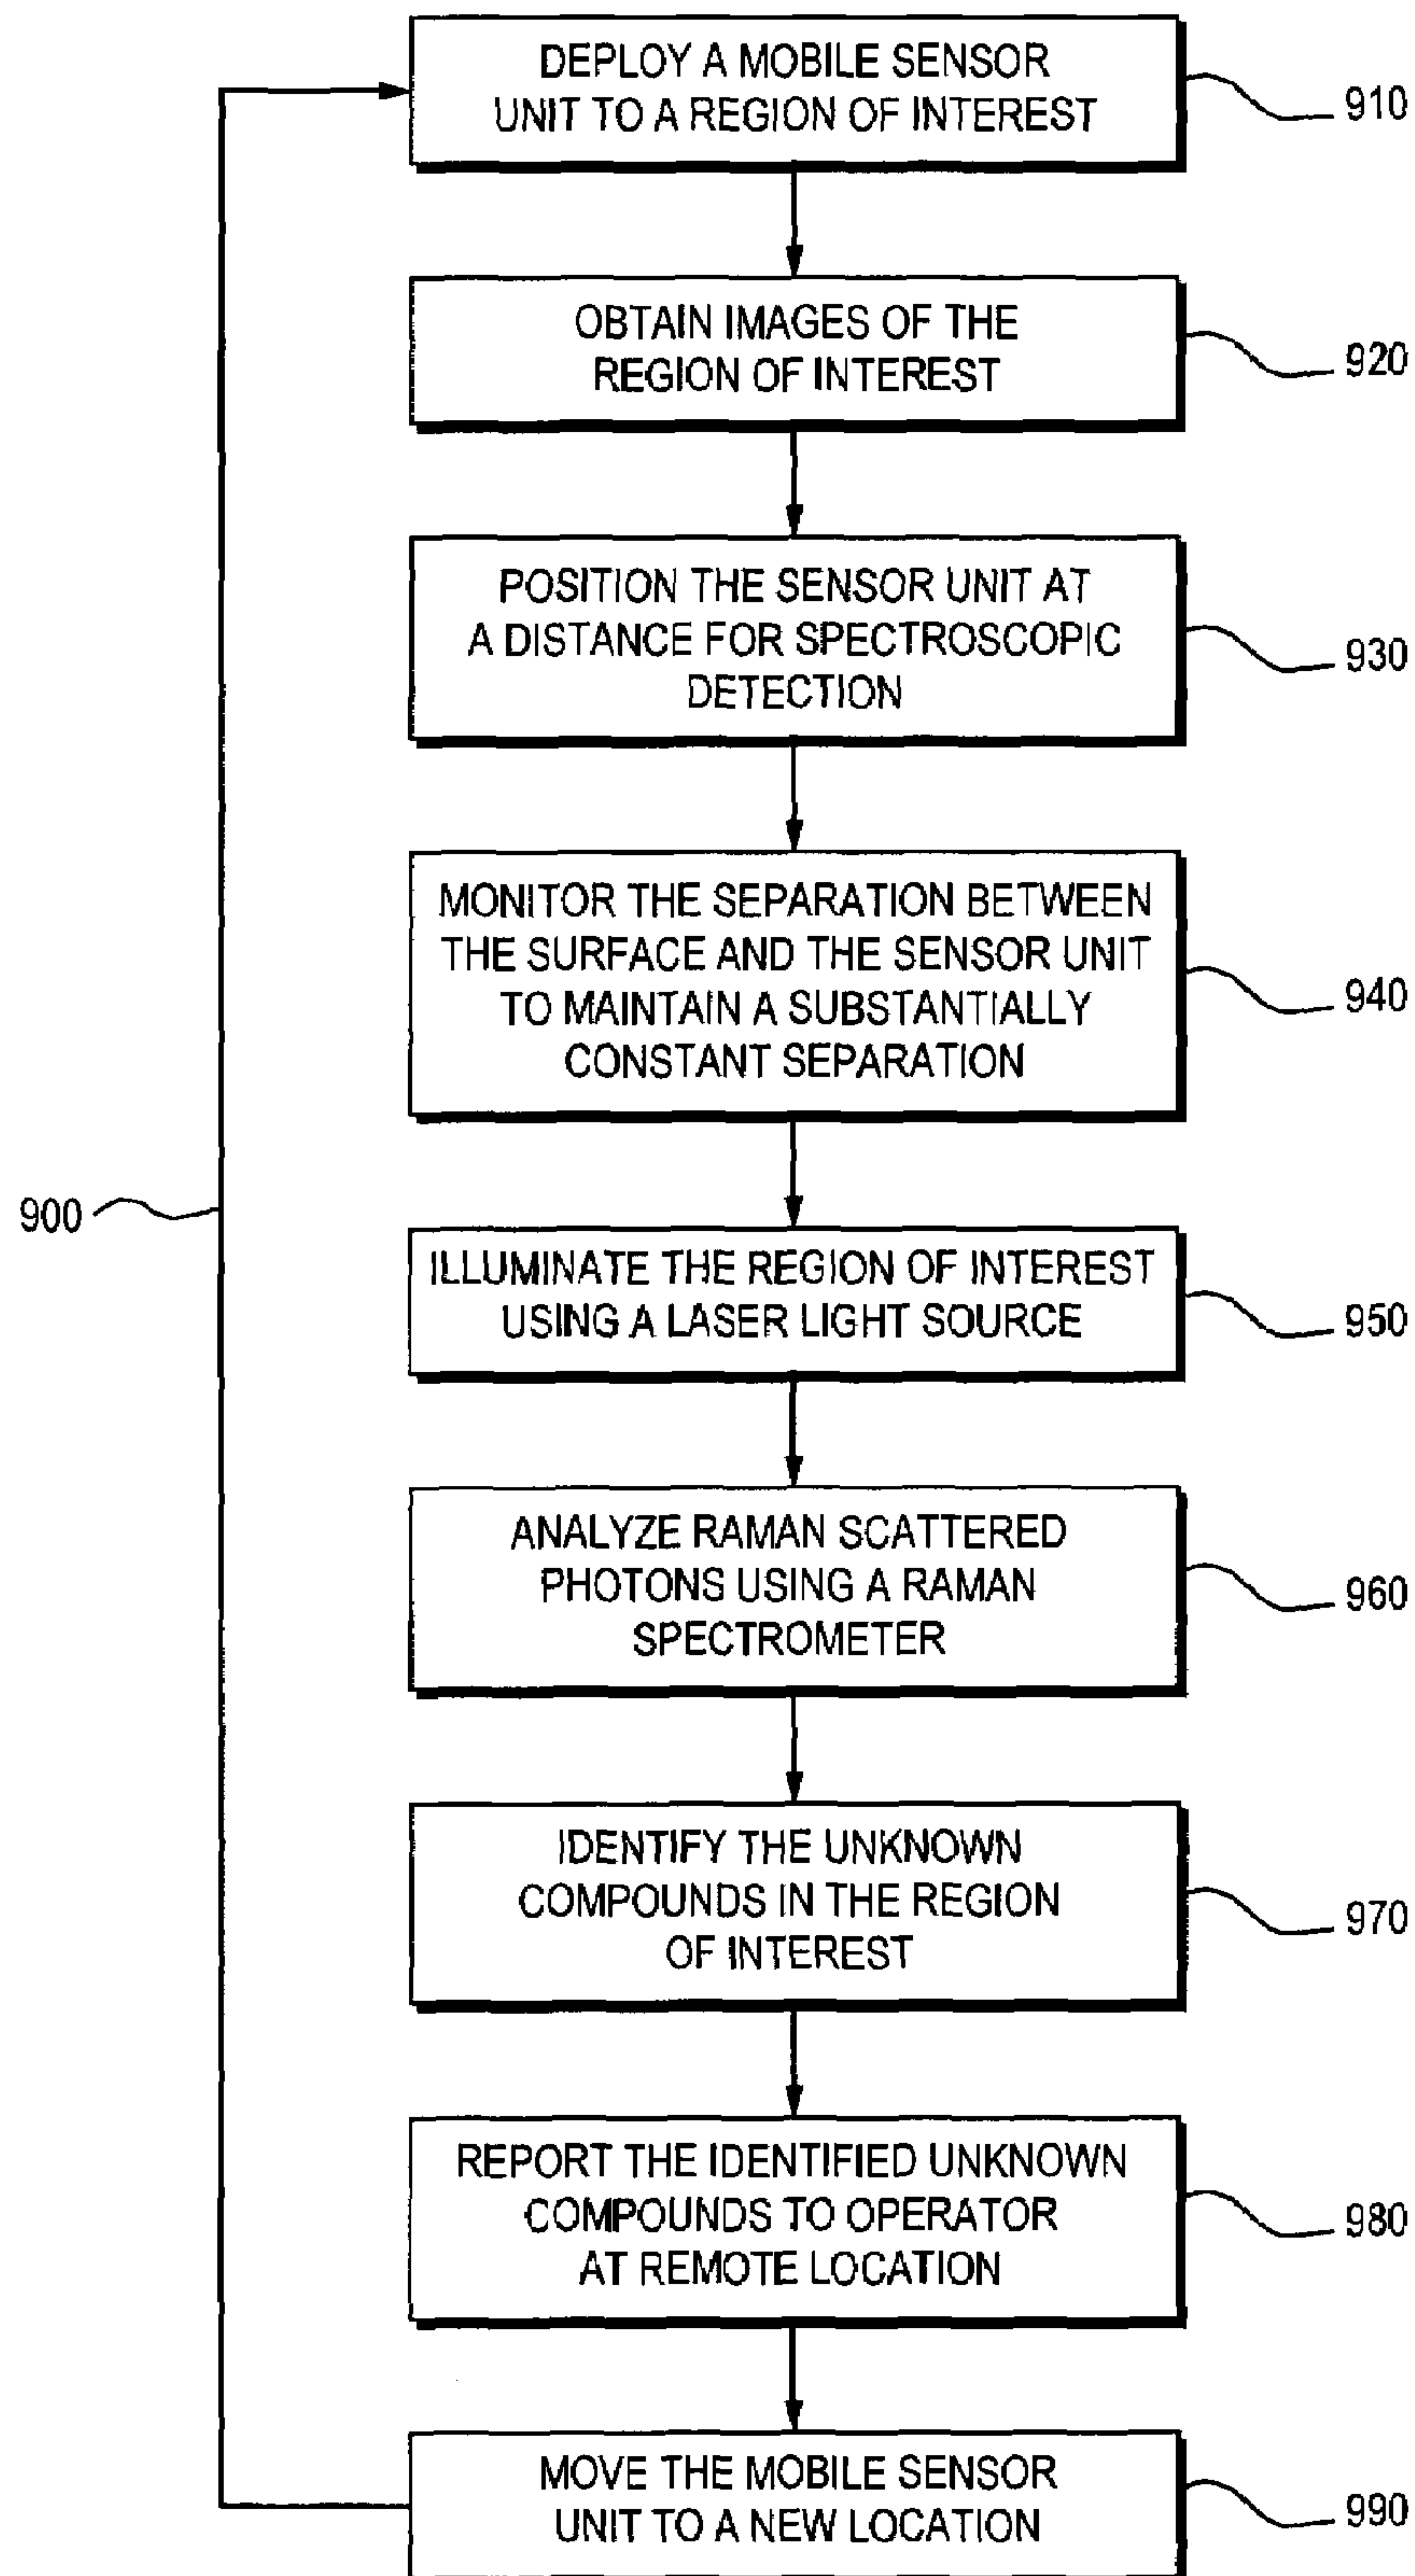 DEPLOY A MOBILE SENSOR
UNIT TO A REGION OF INTEREST
910
OBTAIN IMAGES OF THE
REGION OF INTEREST
920
POSITION THE SENSOR UNIT AT
A DISTANCE FOR SPECTROSCOPIC
DETECTION
930
MONITOR THE SEPARATION BETWEEN
THE SURFACE AND THE SENSOR UNIT
TO MAINTAIN A SUBSTANTIALLY
CONSTANT SEPARATION
940
900
ILLUMINATE THE REGION OF INTEREST
USING A LASER LIGHT SOURCE
950
ANALYZE RAMAN SCATTERED
PHOTONS USING A RAMAN
SPECTROMETER
960
IDENTIFY THE UNKNOWN
COMPOUNDS IN THE REGION
OF INTEREST
970
REPORT THE IDENTIFIED UNKNOWN
COMPOUNDS TO OPERATOR
AT REMOTE LOCATION
980
MOVE THE MOBILE SENSOR
UNIT TO A NEW LOCATION
990